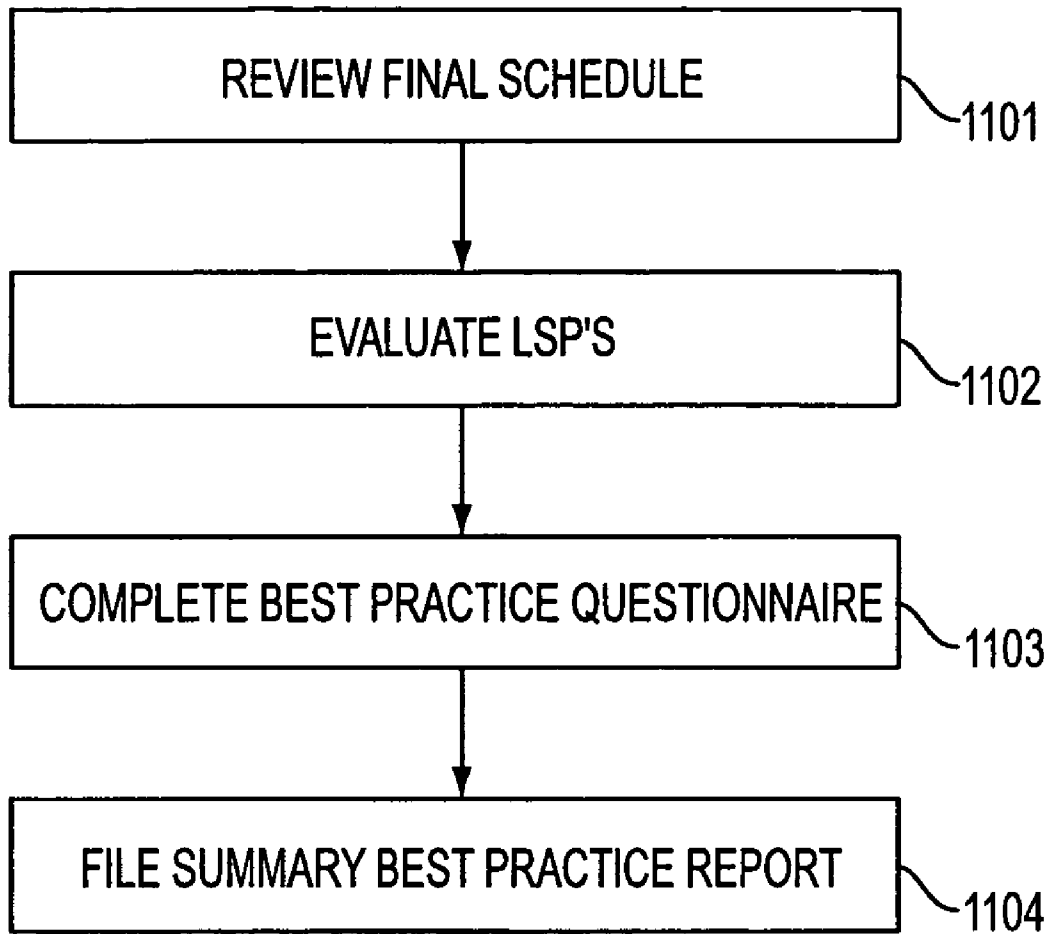 REVIEW FINAL SCHEDULE
1101
EVALUATE LSP'S
1102
COMPLETE BEST PRACTICE QUESTIONNAIRE
1103
FILE SUMMARY BEST PRACTICE REPORT
1104